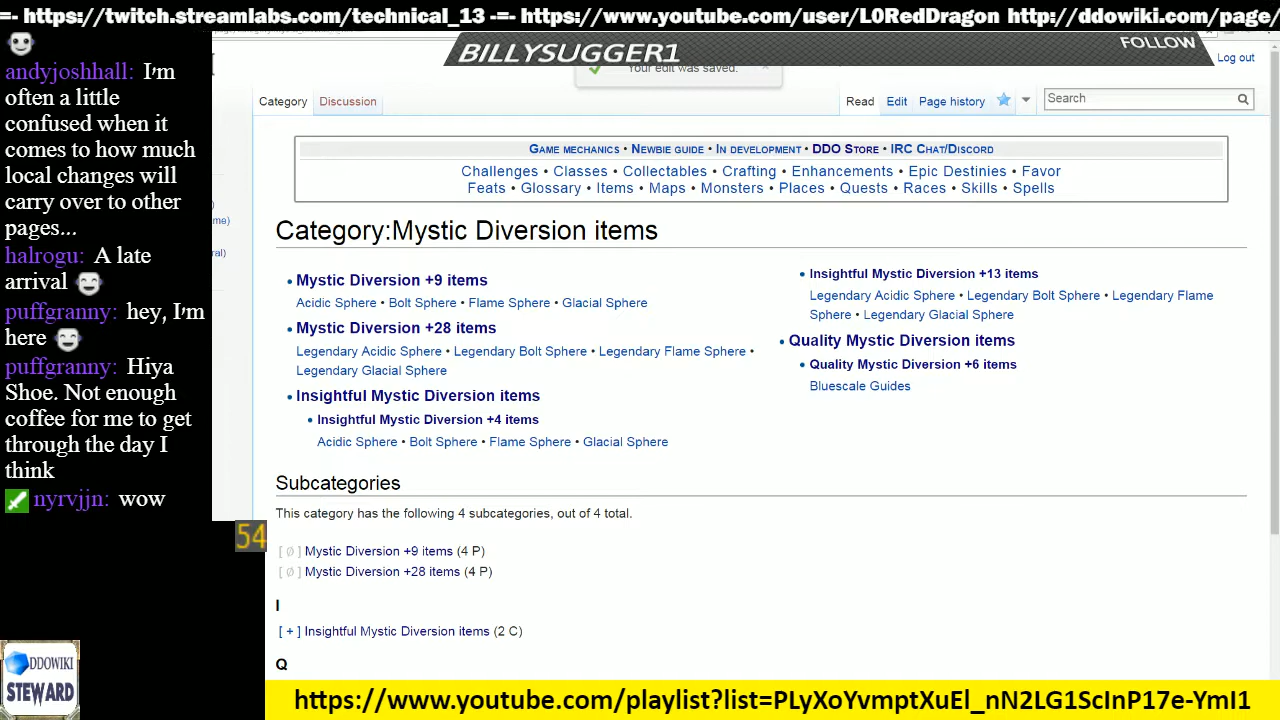 =- https://twitch.streamlabs.com/technical_13 -=- https://www.youtube.com/user/L0RedDragon http://ddowiki.com/page/
BILLYSUGGER1
FOLLOW
Log out
Your edit was saved.
andyjoshhall: I'm
often a little
confused when it
comes to how much
local changes will
carry over to other
pages...
halrogu: A late
arrival
puffgranny: hey, I'm
here
puffgranny: Hiya
Shoe. Not enough
coffee for me to get
through the day I
think
nyrvjjn: wow
54
DDOWIKI
STEWARD
Category Discussion Read Edit Page history Search
Game mechanics • Newbie guide • In development • DDO Store • IRC Chat/Discord
Challenges • Classes • Collectables • Crafting • Enhancements • Epic Destinies • Favor
Feats • Glossary • Items • Maps • Monsters • Places • Quests • Races • Skills • Spells
Category:Mystic Diversion items
• Mystic Diversion +9 items
Acidic Sphere • Bolt Sphere • Flame Sphere • Glacial Sphere
• Mystic Diversion +28 items
Legendary Acidic Sphere • Legendary Bolt Sphere • Legendary Flame Sphere •
Legendary Glacial Sphere
• Insightful Mystic Diversion items
• Insightful Mystic Diversion +4 items
Acidic Sphere • Bolt Sphere • Flame Sphere • Glacial Sphere
• Insightful Mystic Diversion +13 items
Legendary Acidic Sphere • Legendary Bolt Sphere • Legendary Flame
Sphere • Legendary Glacial Sphere
• Quality Mystic Diversion items
• Quality Mystic Diversion +6 items
Bluescale Guides
Subcategories
This category has the following 4 subcategories, out of 4 total.
[ ∅ ] Mystic Diversion +9 items (4 P)
[ ∅ ] Mystic Diversion +28 items (4 P)
I
[ + ] Insightful Mystic Diversion items (2 C)
Q
https://www.youtube.com/playlist?list=PLyXoYvmptXuEl_nN2LG1ScInP17e-YmI1